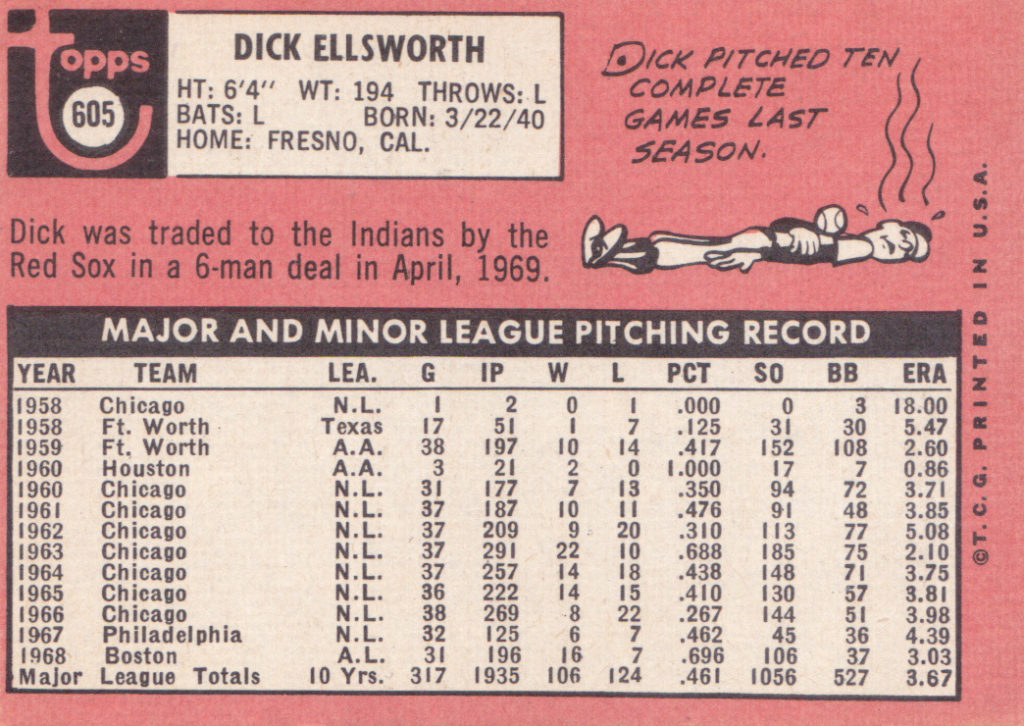 Topps
605
DICK ELLSWORTH
HT: 6'4" WT: 194 THROWS: L
BATS: L BORN: 3/22/40
HOME: FRESNO, CAL.
DICK PITCHED TEN
COMPLETE
GAMES LAST
SEASON.
Dick was traded to the Indians by the
Red Sox in a 6-man deal in April, 1969.
MAJOR AND MINOR LEAGUE PITCHING RECORD
YEAR TEAM LEA. G IP W L PCT SO BB ERA
1958 Chicago N.L. 1 2 0 1 .000 0 3 18.00
1958 Ft. Worth Texas 17 51 1 7 .125 31 30 5.47
1959 Ft. Worth A.A. 38 197 10 14 .417 152 108 2.60
1960 Houston A.A. 3 21 2 0 1.000 17 7 0.86
1960 Chicago N.L. 31 177 7 13 .350 94 72 3.71
1961 Chicago N.L. 37 187 10 11 .476 91 48 3.85
1962 Chicago N.L. 37 209 9 20 .310 113 77 5.08
1963 Chicago N.L. 37 291 22 10 .688 185 75 2.10
1964 Chicago N.L. 37 257 14 18 .438 148 71 3.75
1965 Chicago N.L. 36 222 14 15 .410 130 57 3.81
1966 Chicago N.L. 38 269 8 22 .267 144 51 3.98
1967 Philadelphia N.L. 32 125 6 7 .462 45 36 4.39
1968 Boston A.L. 31 196 16 7 .696 106 37 3.03
Major League Totals 10 Yrs. 317 1935 106 124 .461 1056 527 3.67
©T.C.G. PRINTED IN U.S.A.